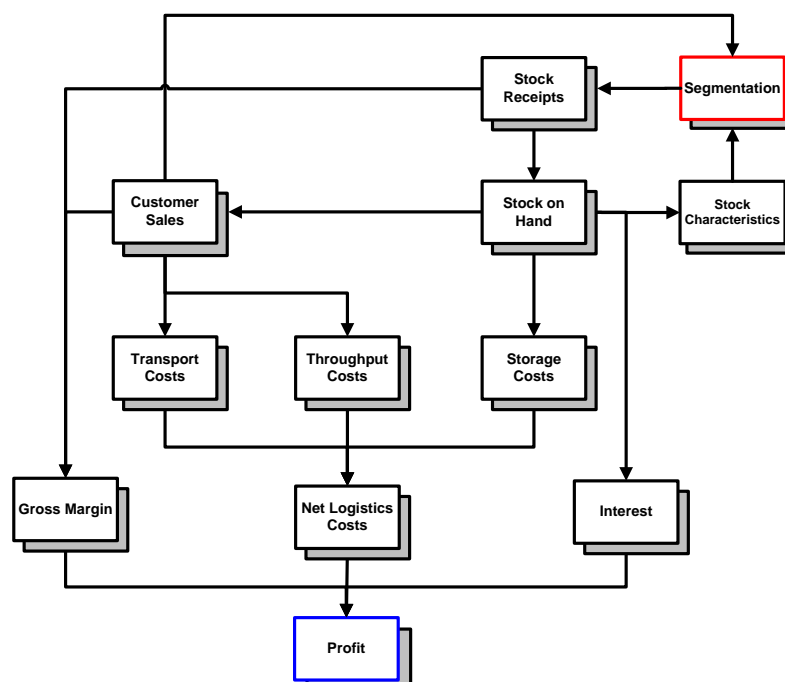 Stock
Receipts
Segmentation
Customer
Sales
Stock on
Hand
Stock
Characteristics
Transport
Costs
Throughput
Costs
Storage
Costs
Gross Margin
Net Logistics
Costs
Interest
Profit